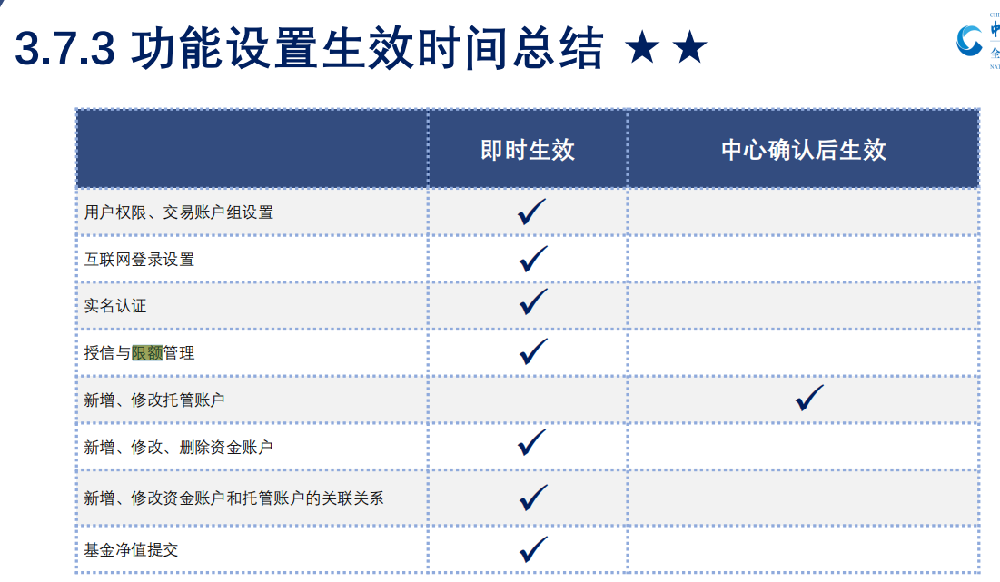 3.7.3 功能设置生效时间总结 ★ ★
CHI
中
全
NAT
即时生效 中心确认后生效
用户权限、交易账户组设置 ✓
互联网登录设置 ✓
实名认证 ✓
授信与限额管理 ✓
新增、修改托管账户 ✓
新增、修改、删除资金账户 ✓
新增、修改资金账户和托管账户的关联关系 ✓
基金净值提交 ✓